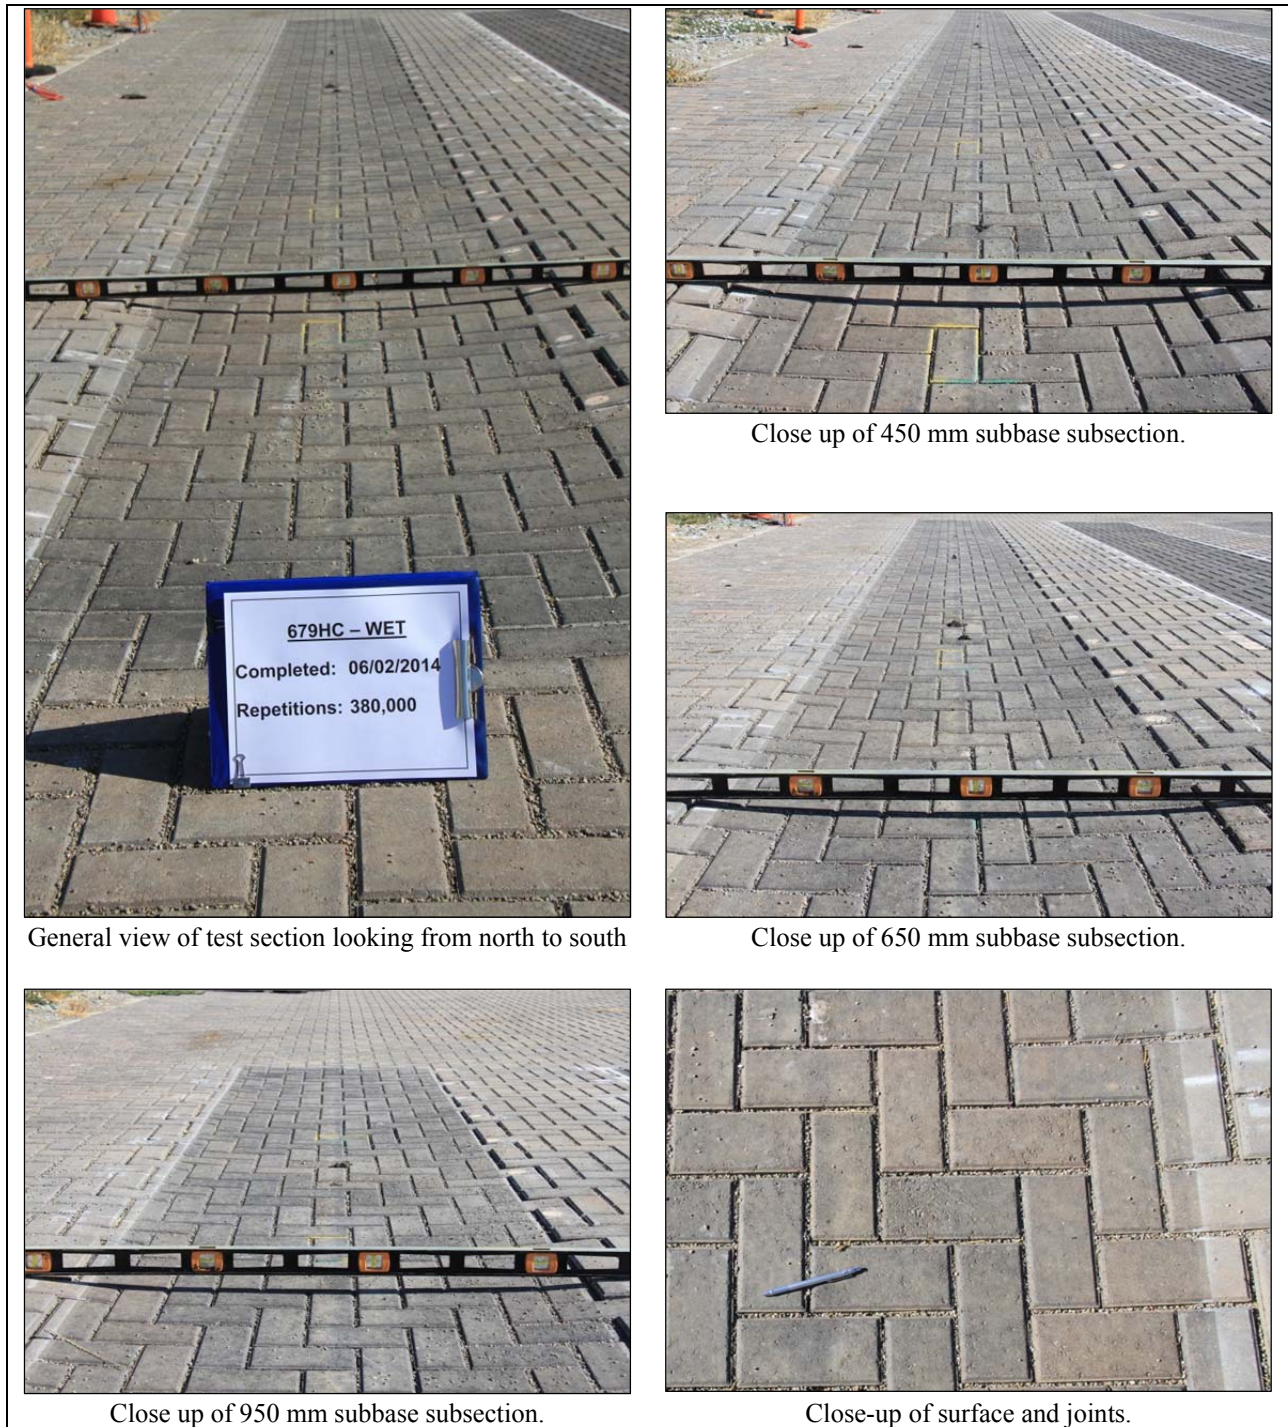 679HC – WET
Completed: 06/02/2014
Repetitions: 380,000
General view of test section looking from north to south
Close up of 450 mm subbase subsection.
Close up of 650 mm subbase subsection.
Close up of 950 mm subbase subsection.
Close-up of surface and joints.